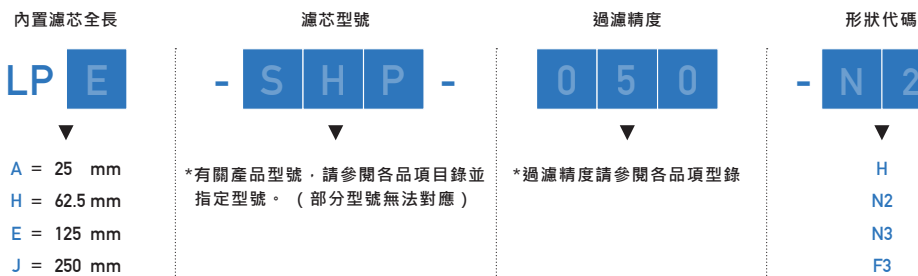 內置濾芯全長
LP E
▼
A = 25 mm
H = 62.5 mm
E = 125 mm
J = 250 mm
濾芯型號
- S H P -
▼
*有關產品型號，請參閱各品項目錄並
指定型號。（部分型號無法對應）
過濾精度
0 5 0
▼
*過濾精度請參閱各品項型錄
形狀代碼
- N 2
▼
H
N2
N3
F3